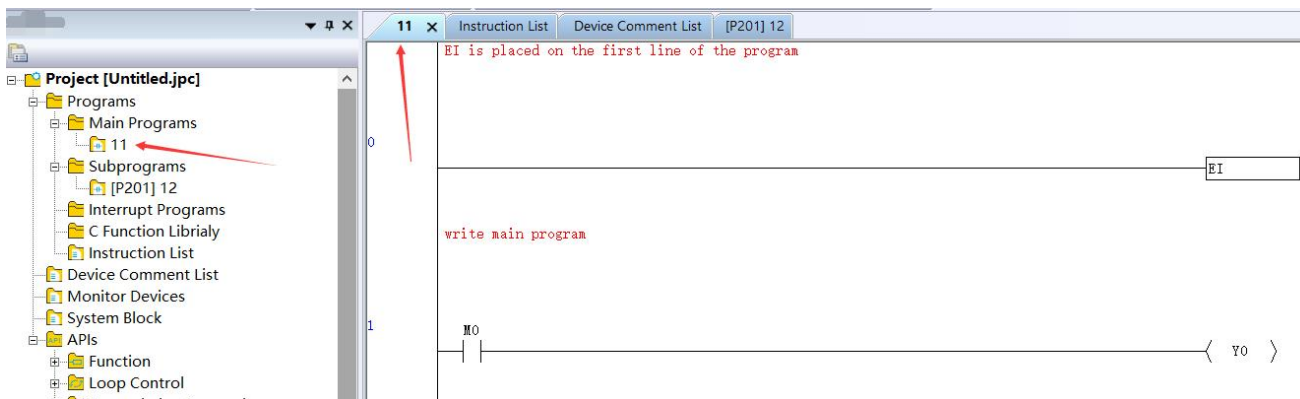 11 x Instruction List Device Comment List [P201] 12
Project [Untitled.jpc]
Programs
Main Programs
11
Subprograms
[P201] 12
Interrupt Programs
C Function Librialy
Instruction List
Device Comment List
Monitor Devices
System Block
APIs
Function
Loop Control
EI is placed on the first line of the program
0
EI
write main program
1
M0
Y0